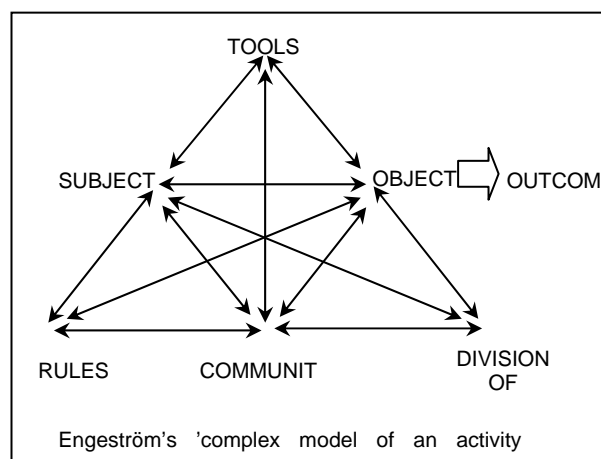 TOOLS
SUBJECT OBJECT OUTCOM
RULES COMMUNIT DIVISION
OF
Engeström's 'complex model of an activity